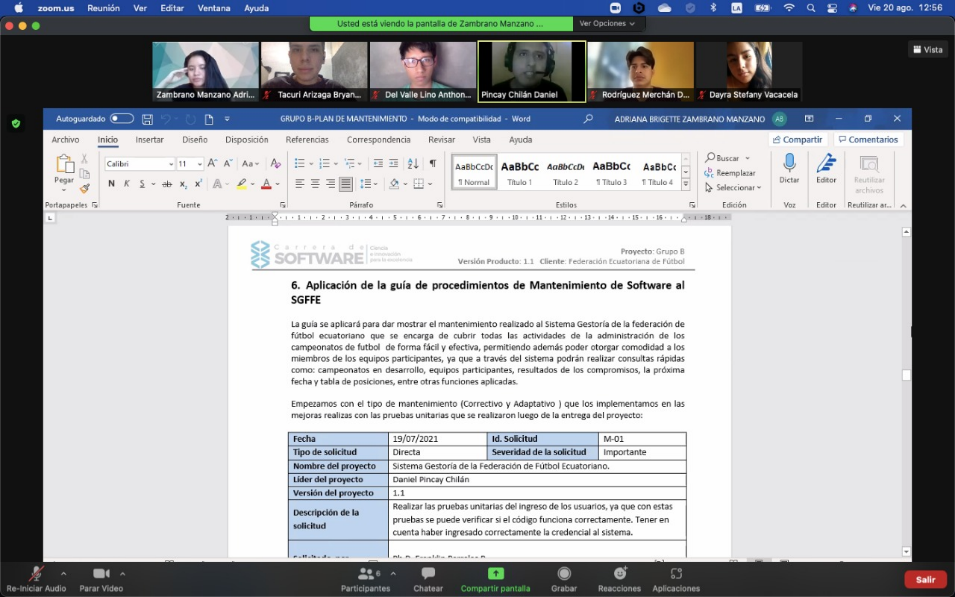 zoom.us Reunión Ver Editar Ventana Ayuda
LA
Vie 20 ago. 12:56
Usted está viendo la pantalla de Zambrano Manzano ...
Ver Opciones
Vista
Zambrano Manzano Adri...
Tacuri Arizaga Bryan...
Del Valle Lino Anthon...
Pincay Chilán Daniel
Rodríguez Merchán D...
Dayra Stefany Vacacela
Autoguardado
GRUPO B-PLAN DE MANTENIMIENTO - Modo de compatibilidad - Word
ADRIANA BRIGETTE ZAMBRANO MANZANO
AB
Archivo Inicio Insertar Diseño Disposición Referencias Correspondencia Revisar Vista Ayuda
Compartir
Comentarios
Pegar
Calibri
11
N K S ab x₂ x²
AaBbCcDc AaBbCc AaBbCcDc AaBbCc AaBbCc
¶ Normal Título 1 Título 2 ¶ Título 3 ¶ Título 4
Buscar
Reemplazar
Seleccionar
Dictar
Editor
Reutilizar
archivos
Portapapeles
Fuente
Párrafo
Estilos
Edición
Voz
Editor
Reutilizar ar...
Carrera de
SOFTWARE
Proyecto: Grupo B
Versión Producto: 1.1 Cliente: Federación Ecuatoriana de Fútbol
6. Aplicación de la guía de procedimientos de Mantenimiento de Software al
SGFFE
La guía se aplicará para dar mostrar el mantenimiento realizado al Sistema Gestoría de la federación de
fútbol ecuatoriano que se encarga de cubrir todas las actividades de la administración de los
campeonatos de futbol de forma fácil y efectiva, permitiendo además poder otorgar comodidad a los
miembros de los equipos participantes, ya que a través del sistema podrán realizar consultas rápidas
como: campeonatos en desarrollo, equipos participantes, resultados de los compromisos, la próxima
fecha y tabla de posiciones, entre otras funciones aplicadas.
Empezamos con el tipo de mantenimiento (Correctivo y Adaptativo ) que los implementamos en las
mejoras realizas con las pruebas unitarias que se realizaron luego de la entrega del proyecto:
Fecha 19/07/2021 Id. Solicitud M-01
Tipo de solicitud Directa Severidad de la solicitud Importante
Nombre del proyecto Sistema Gestoría de la Federación de Fútbol Ecuatoriano.
Líder del proyecto Daniel Pincay Chilán
Versión del proyecto 1.1
Descripción de la
solicitud
Realizar las pruebas unitarias del ingreso de los usuarios, ya que con estas
pruebas se puede verificar si el código funciona correctamente. Tener en
cuenta haber ingresado correctamente la credencial al sistema.
Re-Iniciar Audio
Parar Video
6
Participantes
Chatear
Compartir pantalla
Grabar
Reacciones
Aplicaciones
Salir